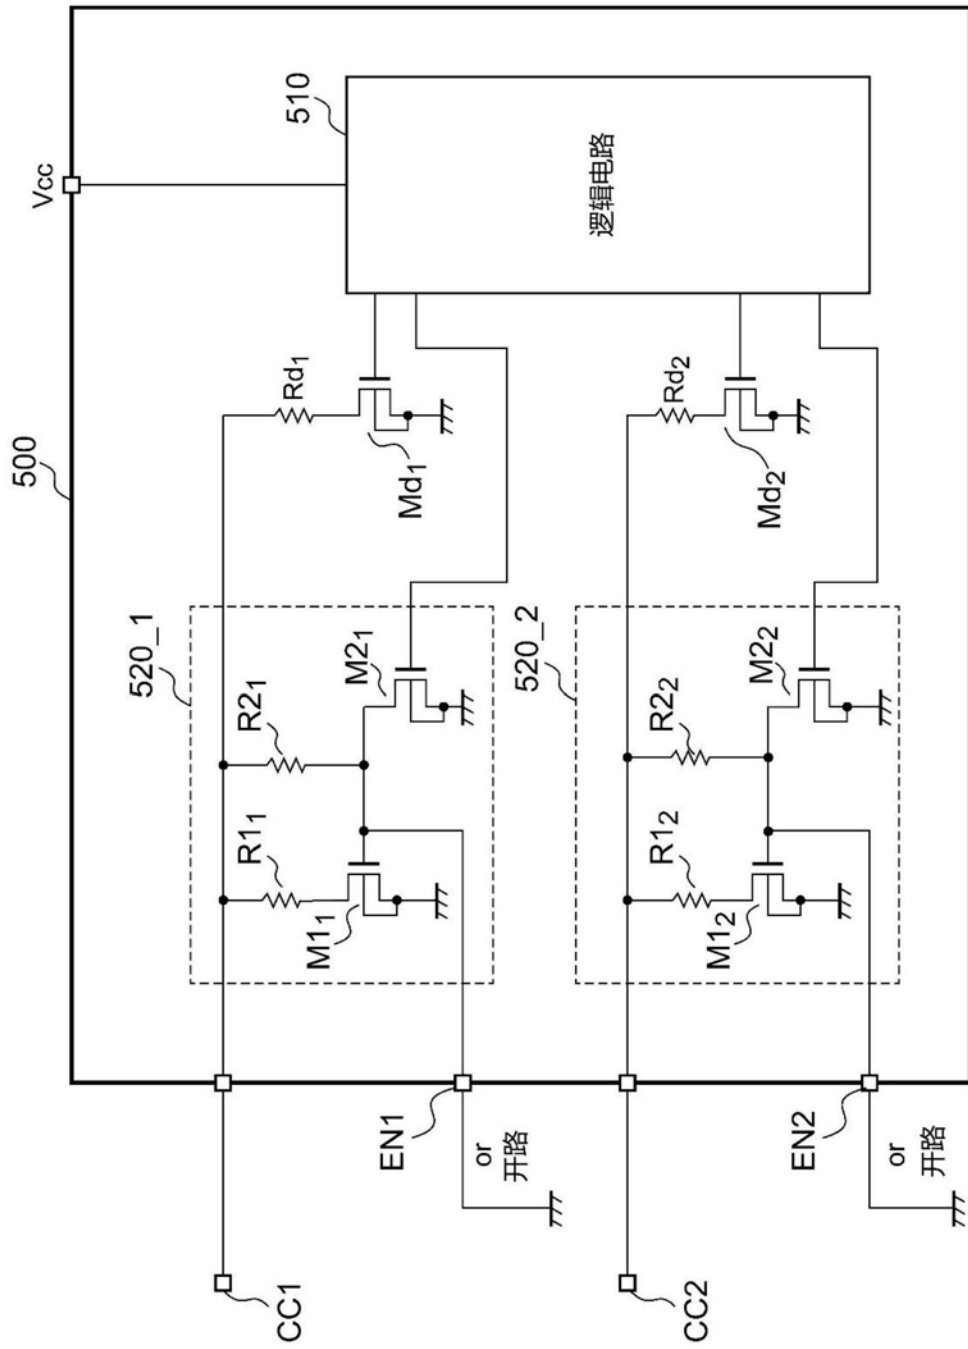 500
Vcc
520_1
R1₁
R2₁
CC1
Rd₁
510
M1₁
M2₁
EN1
Md₁
or
开路
520_2
逻辑电路
R1₂
R2₂
Rd₂
CC2
M1₂
M2₂
Md₂
EN2
or
开路